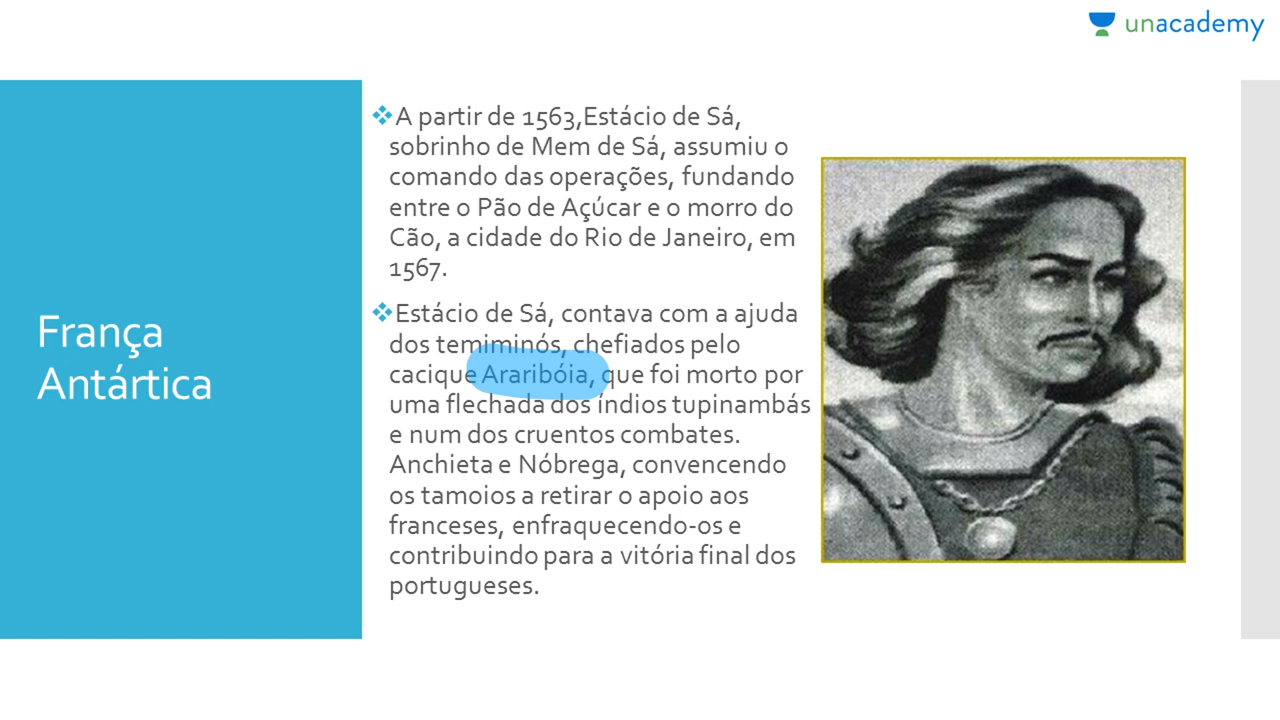 unacademy
França
Antártica
❖A partir de 1563,Estácio de Sá,
sobrinho de Mem de Sá, assumiu o
comando das operações, fundando
entre o Pão de Açúcar e o morro do
Cão, a cidade do Rio de Janeiro, em
1567.
❖Estácio de Sá, contava com a ajuda
dos temiminós, chefiados pelo
cacique Araribóia, que foi morto por
uma flechada dos índios tupinambás
e num dos cruentos combates.
Anchieta e Nóbrega, convencendo
os tamoios a retirar o apoio aos
franceses, enfraquecendo-os e
contribuindo para a vitória final dos
portugueses.